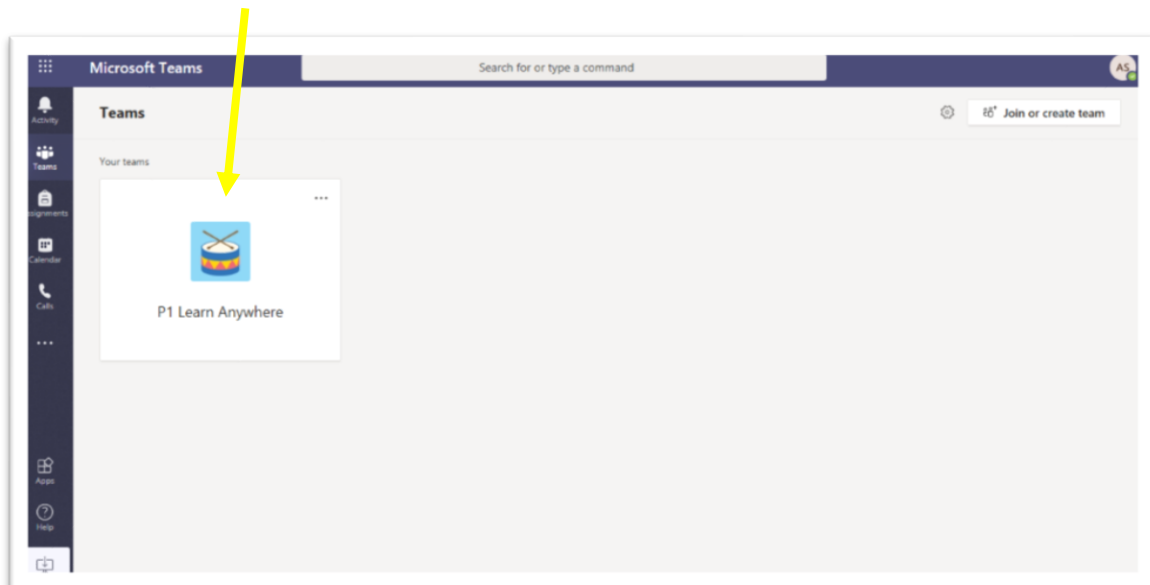 Microsoft Teams
Search for or type a command
AS
Activity
Teams
Join or create team
Teams
Your teams
ssignments
Calendar
Calls
P1 Learn Anywhere
Apps
Help